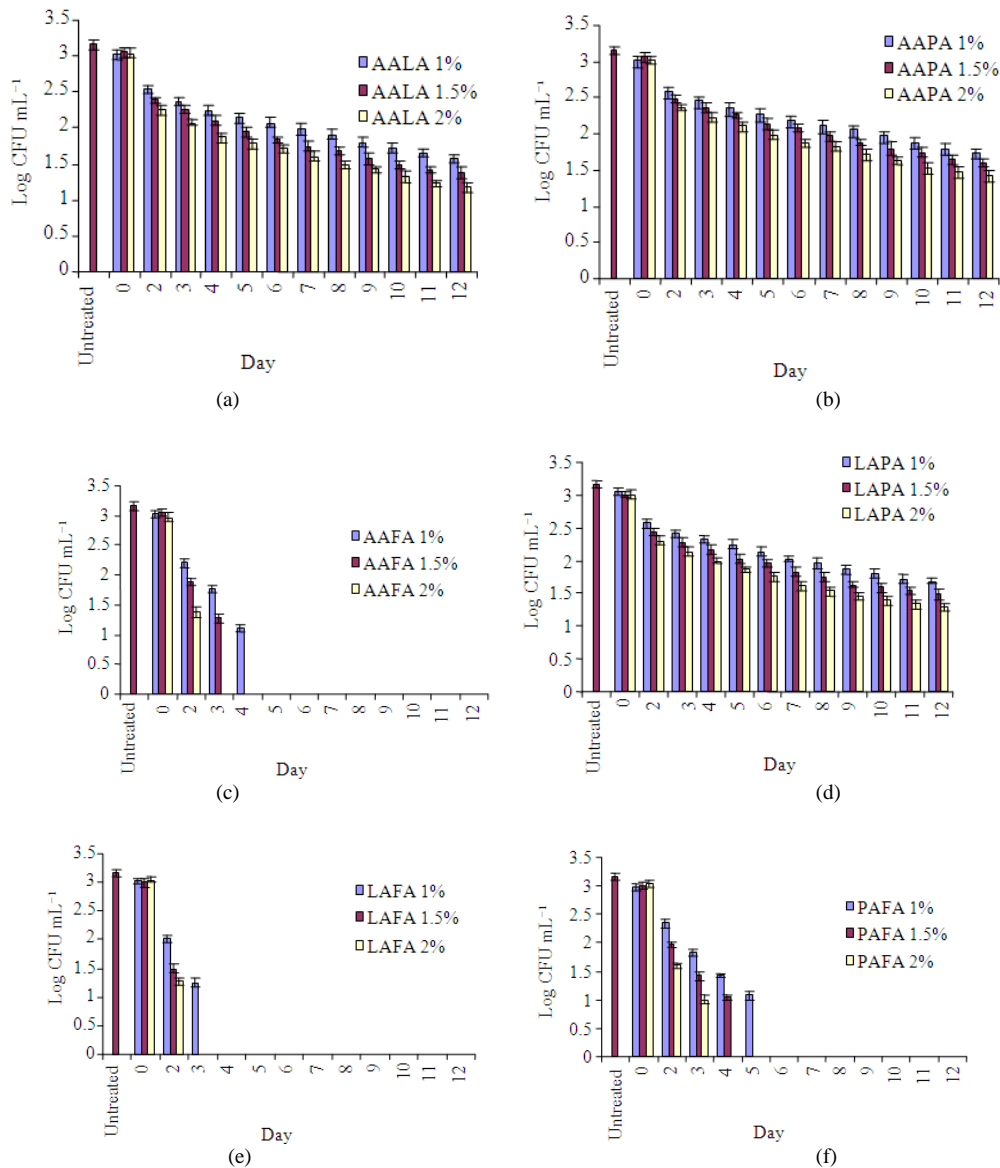 3.5
3
2.5
2
1.5
1
0.5
0
Log CFU mL⁻¹
AALA 1%
AALA 1.5%
AALA 2%
Untreated 0 2 3 4 5 6 7 8 9 10 11 12
Day
(a)
3.5
3
2.5
2
1.5
1
0.5
0
Log CFU mL⁻¹
AAPA 1%
AAPA 1.5%
AAPA 2%
Untreated 0 2 3 4 5 6 7 8 9 10 11 12
Day
(b)
3.5
3
2.5
2
1.5
1
0.5
0
Log CFU mL⁻¹
AAFA 1%
AAFA 1.5%
AAFA 2%
Untreated 0 2 3 4 5 6 7 8 9 10 11 12
Day
(c)
3.5
3
2.5
2
1.5
1
0.5
0
Log CFU mL⁻¹
LAPA 1%
LAPA 1.5%
LAPA 2%
Untreated 0 2 3 4 5 6 7 8 9 10 11 12
Day
(d)
3.5
3
2.5
2
1.5
1
0.5
0
Log CFU mL⁻¹
LAFA 1%
LAFA 1.5%
LAFA 2%
Untreated 0 2 3 4 5 6 7 8 9 10 11 12
Day
(e)
3.5
3
2.5
2
1.5
1
0.5
0
Log CFU mL⁻¹
PAFA 1%
PAFA 1.5%
PAFA 2%
Untreated 0 2 3 4 5 6 7 8 9 10 11 12
Day
(f)